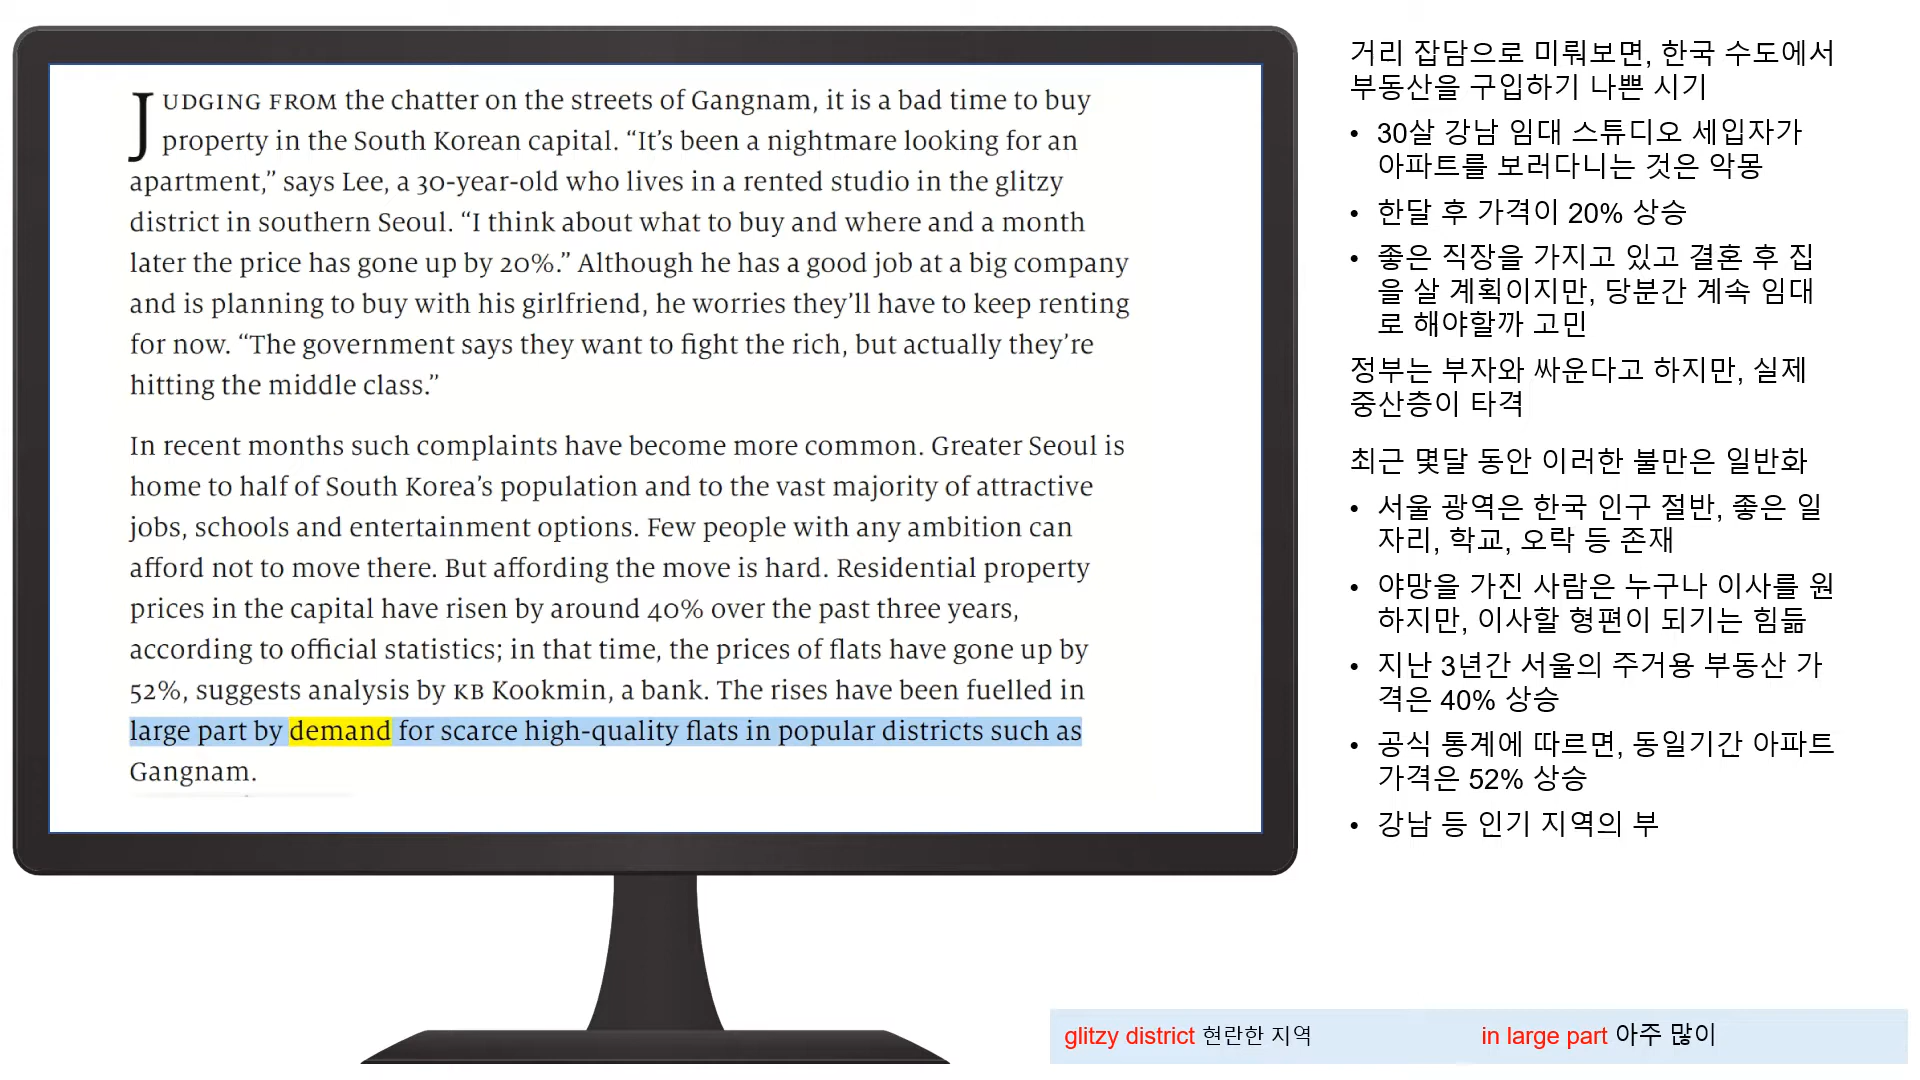 JUDGING FROM the chatter on the streets of Gangnam, it is a bad time to buy
property in the South Korean capital. “It’s been a nightmare looking for an
apartment,” says Lee, a 30-year-old who lives in a rented studio in the glitzy
district in southern Seoul. “I think about what to buy and where and a month
later the price has gone up by 20%.” Although he has a good job at a big company
and is planning to buy with his girlfriend, he worries they’ll have to keep renting
for now. “The government says they want to fight the rich, but actually they’re
hitting the middle class.”
In recent months such complaints have become more common. Greater Seoul is
home to half of South Korea’s population and to the vast majority of attractive
jobs, schools and entertainment options. Few people with any ambition can
afford not to move there. But affording the move is hard. Residential property
prices in the capital have risen by around 40% over the past three years,
according to official statistics; in that time, the prices of flats have gone up by
52%, suggests analysis by KB Kookmin, a bank. The rises have been fuelled in
large part by demand for scarce high-quality flats in popular districts such as
Gangnam.
거리 잡담으로 미뤄보면, 한국 수도에서
부동산을 구입하기 나쁜 시기
• 30살 강남 임대 스튜디오 세입자가
아파트를 보러다니는 것은 악몽
• 한달 후 가격이 20% 상승
• 좋은 직장을 가지고 있고 결혼 후 집
을 살 계획이지만, 당분간 계속 임대
로 해야할까 고민
정부는 부자와 싸운다고 하지만, 실제
중산층이 타격
최근 몇달 동안 이러한 불만은 일반화
• 서울 광역은 한국 인구 절반, 좋은 일
자리, 학교, 오락 등 존재
• 야망을 가진 사람은 누구나 이사를 원
하지만, 이사할 형편이 되기는 힘듦
• 지난 3년간 서울의 주거용 부동산 가
격은 40% 상승
• 공식 통계에 따르면, 동일기간 아파트
가격은 52% 상승
• 강남 등 인기 지역의 부
glitzy district 현란한 지역
in large part 아주 많이